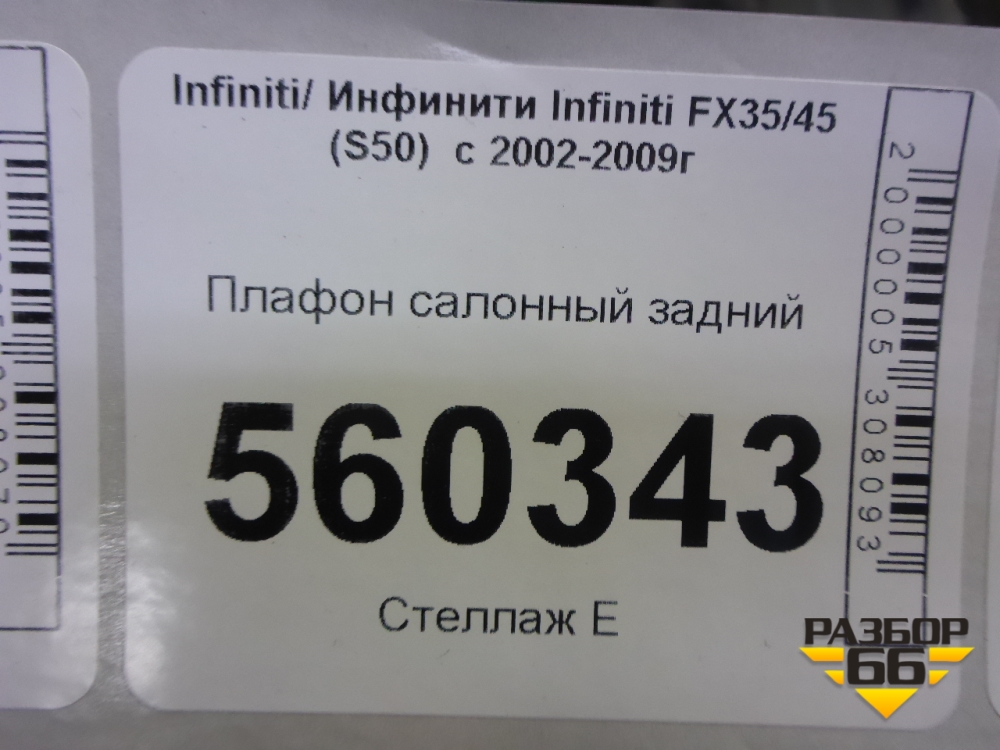 Infiniti/ Инфинити Infiniti FX35/45
(S50) с 2002-2009г
Плафон салонный задний
560343
Стеллаж Е
2000005308093
РАЗБОР
66